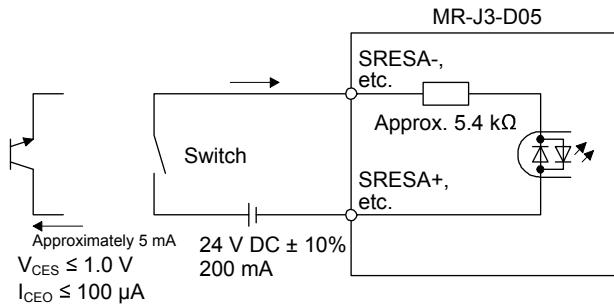 MR-J3-D05
SRESA-,
etc.
Approx. 5.4 kΩ
Switch
SRESA+,
etc.
Approximately 5 mA
24 V DC ± 10%
200 mA
VCES ≤ 1.0 V
ICEO ≤ 100 µA